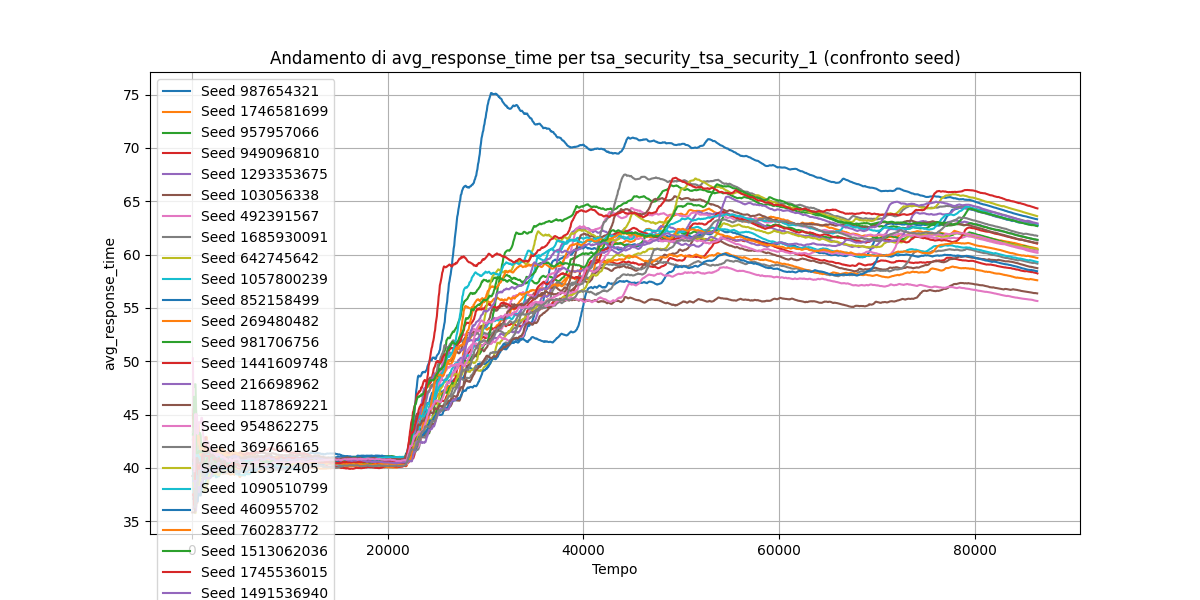 Andamento di avg_response_time per tsa_security_tsa_security_1 (confronto seed)
75
70
65
60
55
50
45
40
35
avg_response_time
Seed 987654321
Seed 1746581699
Seed 957957066
Seed 949096810
Seed 1293353675
Seed 103056338
Seed 492391567
Seed 1685930091
Seed 642745642
Seed 1057800239
Seed 852158499
Seed 269480482
Seed 981706756
Seed 1441609748
Seed 216698962
Seed 1187869221
Seed 954862275
Seed 369766165
Seed 715372405
Seed 1090510799
Seed 460955702
Seed 760283772
Seed 1513062036
Seed 1745536015
Seed 1491536940
0 20000 40000 60000 80000
Tempo